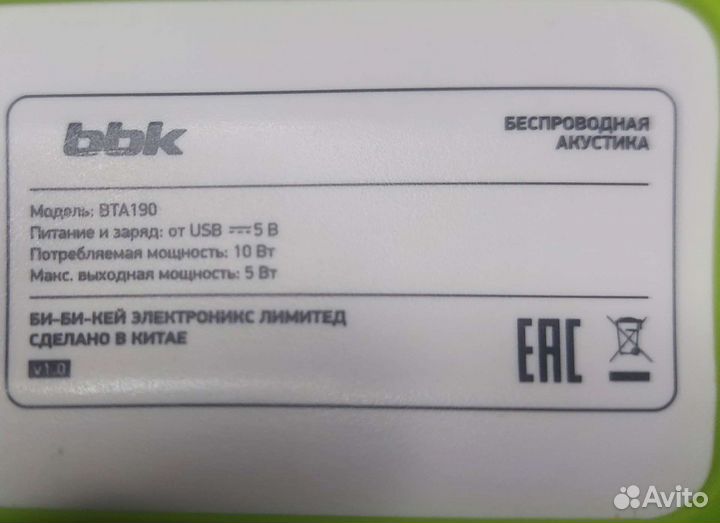 bbk
БЕСПРОВОДНАЯ
АКУСТИКА
Модель: BTA190
Питание и заряд: от USB ⎓5 В
Потребляемая мощность: 10 Вт
Макс. выходная мощность: 5 Вт
БИ-БИ-КЕЙ ЭЛЕКТРОНИКС ЛИМИТЕД
СДЕЛАНО В КИТАЕ
v1.0
EAC
Avito